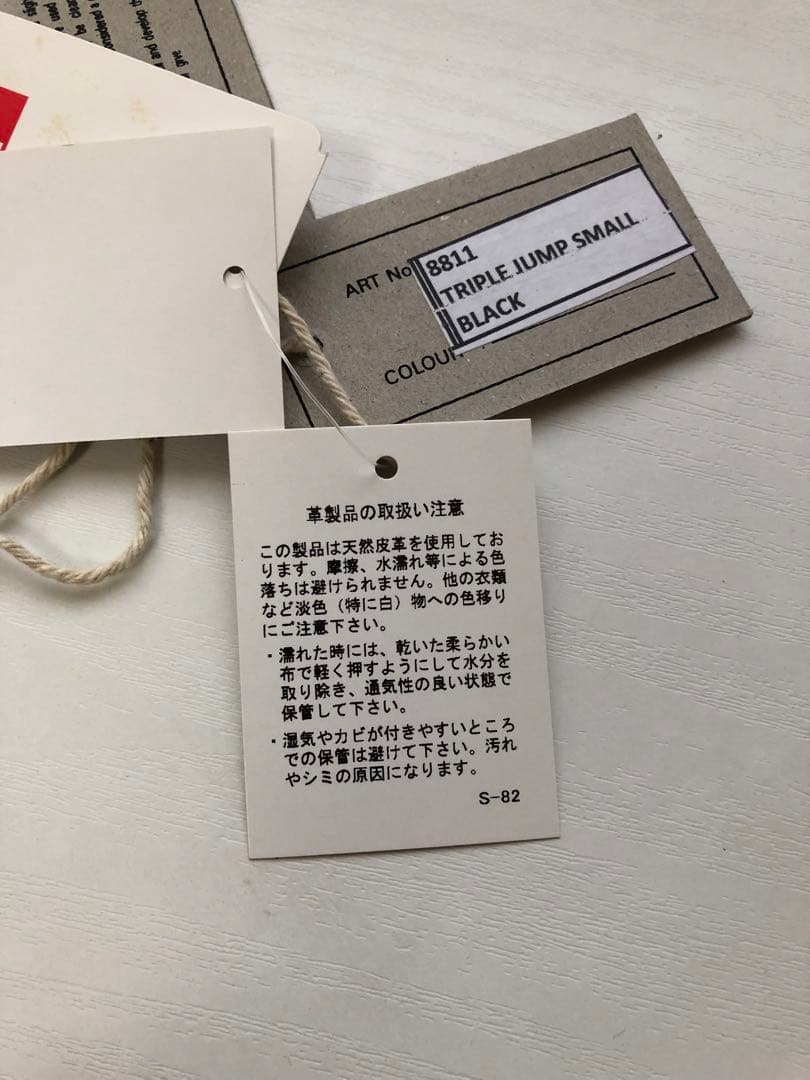 be clea
and develop th
give
ART No
8811
TRIPLE JUMP SMALL
BLACK
COLOUR
革製品の取扱い注意
この製品は天然皮革を使用してお
ります。摩擦、水濡れ等による色
落ちは避けられません。他の衣類
など淡色（特に白）物への色移り
にご注意下さい。
・濡れた時には、乾いた柔らかい
布で軽く押すようにして水分を
取り除き、通気性の良い状態で
保管して下さい。
・湿気やカビが付きやすいところ
での保管は避けて下さい。汚れ
やシミの原因になります。
S-82